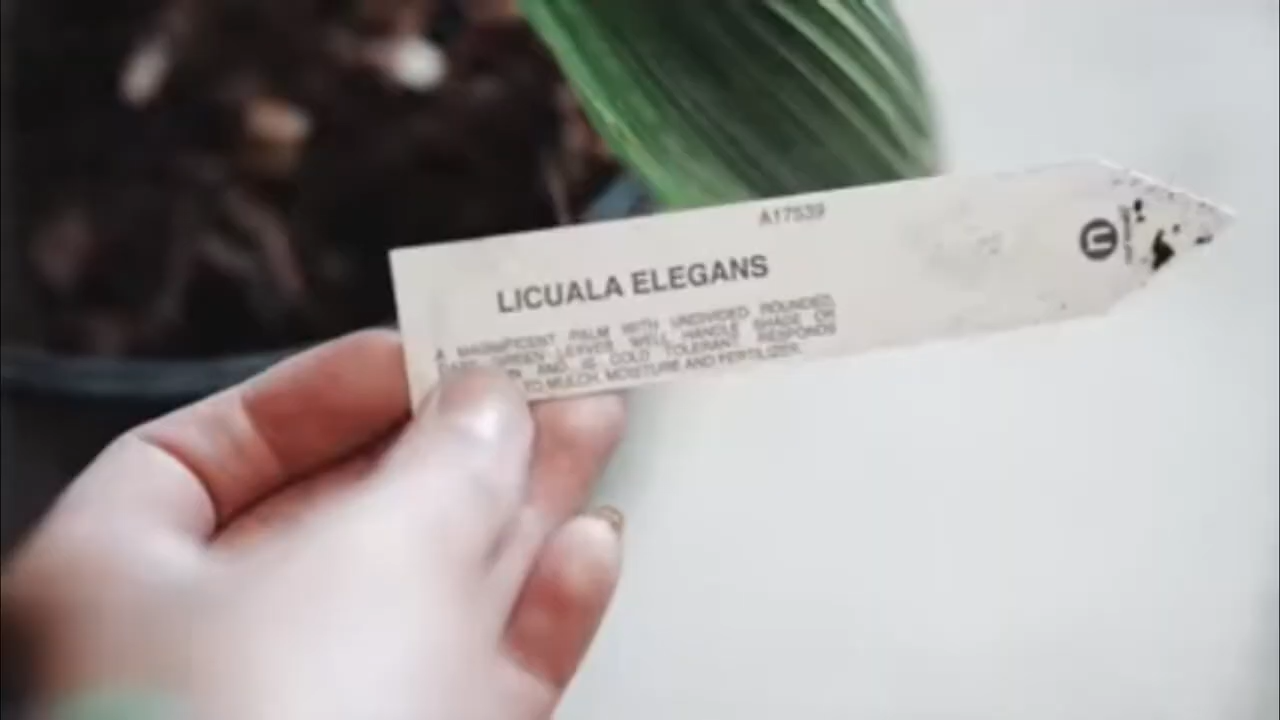 A17539
LICUALA ELEGANS
A MAGNIFICENT PALM WITH UNDIVIDED ROUNDED,
GREEN LEAVES. WILL HANDLE SHADE OR
AND IS COLD TOLERANT. RESPONDS
TO MULCH, MOISTURE AND FERTILIZER.